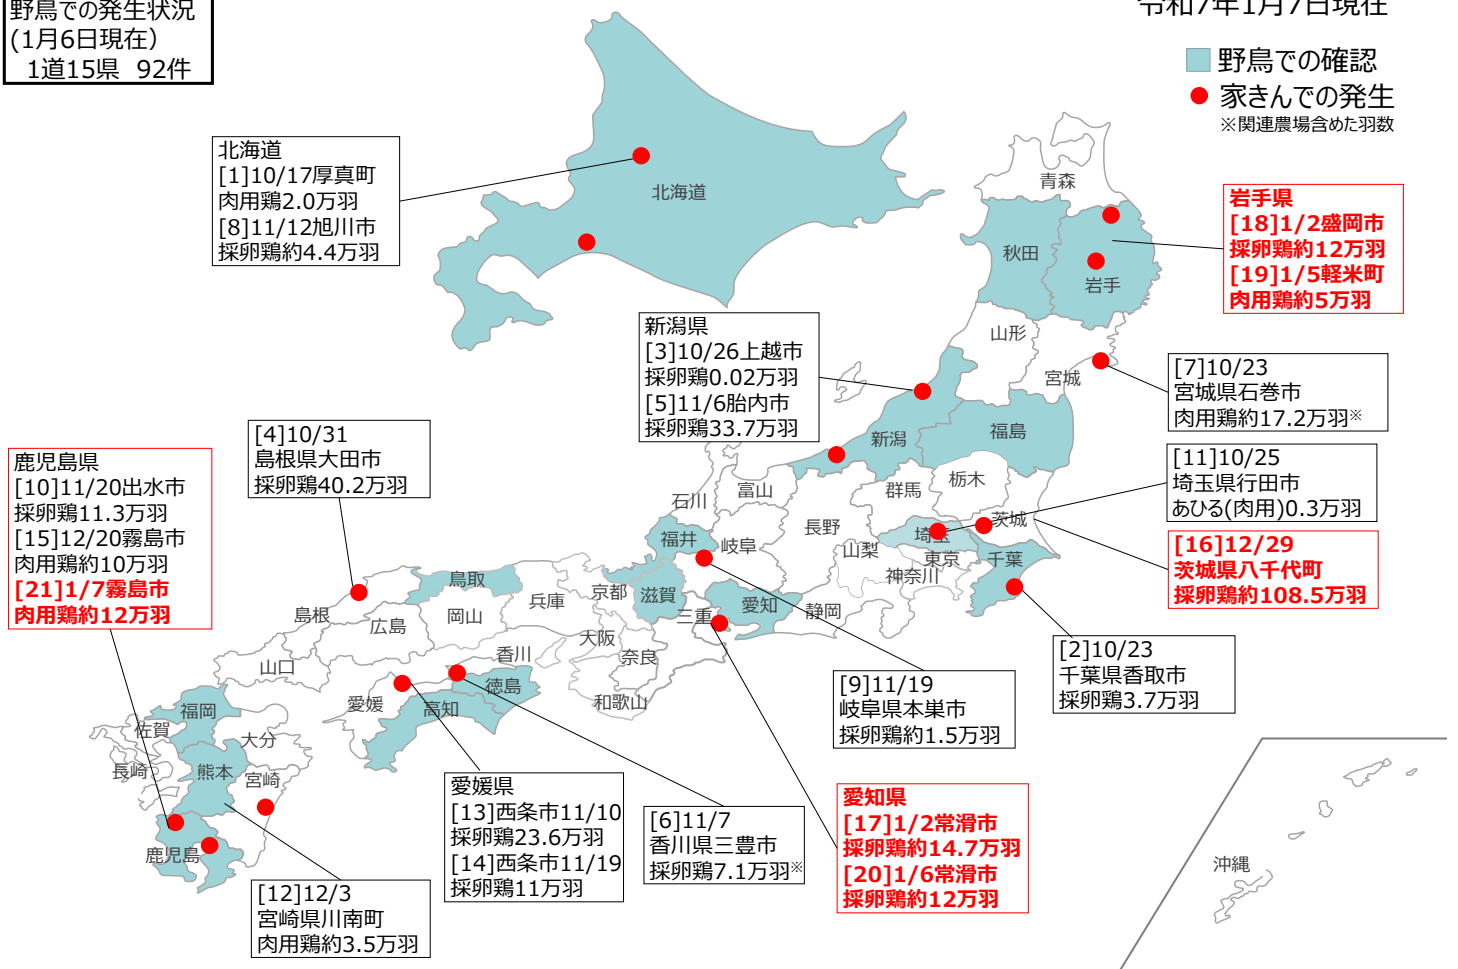 野鳥での発生状況
(1月6日現在）
1道15県 92件
令和7年1月7日現在
野鳥での確認
家きんでの発生
※関連農場含めた羽数
北海道
[1]10/17厚真町
肉用鶏2.0万羽
[8]11/12旭川市
採卵鶏約4.4万羽
北海道
青森
秋田
岩手
岩手県
[18]1/2盛岡市
採卵鶏約12万羽
[19]1/5軽米町
肉用鶏約5万羽
新潟県
[3]10/26上越市
採卵鶏0.02万羽
[5]11/6胎内市
採卵鶏33.7万羽
山形
宮城
[7]10/23
宮城県石巻市
肉用鶏約17.2万羽※
新潟
福島
[4]10/31
島根県大田市
採卵鶏40.2万羽
鹿児島県
[10]11/20出水市
採卵鶏11.3万羽
[15]12/20霧島市
肉用鶏約10万羽
[21]1/7霧島市
肉用鶏約12万羽
[11]10/25
埼玉県行田市
あひる(肉用)0.3万羽
[16]12/29
茨城県八千代町
採卵鶏約108.5万羽
石川
富山
群馬
栃木
長野
茨城
埼玉
福井
岐阜
山梨
東京
千葉
神奈川
鳥取
京都
滋賀
愛知
静岡
兵庫
三重
島根
岡山
広島
大阪
奈良
山口
香川
徳島
和歌山
愛媛
高知
[2]10/23
千葉県香取市
採卵鶏3.7万羽
[9]11/19
岐阜県本巣市
採卵鶏約1.5万羽
福岡
佐賀
大分
長崎
熊本
宮崎
鹿児島
愛媛県
[13]西条市11/10
採卵鶏23.6万羽
[14]西条市11/19
採卵鶏11万羽
[6]11/7
香川県三豊市
採卵鶏7.1万羽※
愛知県
[17]1/2常滑市
採卵鶏約14.7万羽
[20]1/6常滑市
採卵鶏約12万羽
[12]12/3
宮崎県川南町
肉用鶏約3.5万羽
沖縄